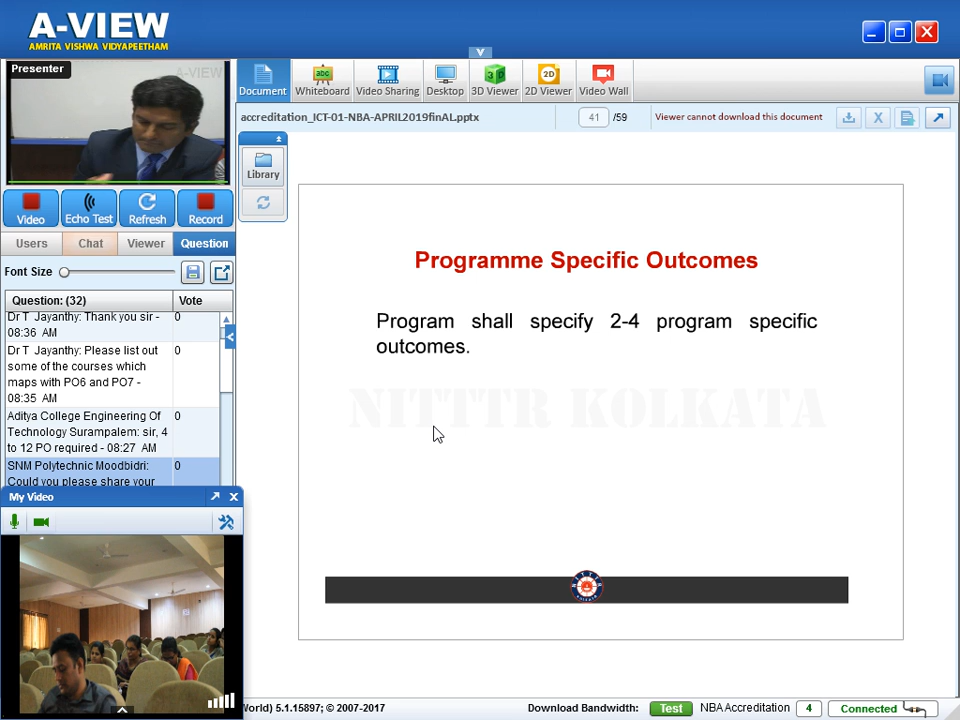 A-VIEW
AMRITA VISHWA VIDYAPEETHAM
Presenter
A-VIEW
Document
Whiteboard
abc
Video Sharing
Desktop
3D Viewer
3D
2D Viewer
2D
Video Wall
accreditation_ICT-01-NBA-APRIL2019finAL.pptx
41 /59
Viewer cannot download this document
Library
Video
Echo Test
Refresh
Record
Users
Chat
Viewer
Question
Font Size
Question: (32)
Vote
Dr T Jayanthy: Thank you sir -
08:36 AM
0
Dr T Jayanthy: Please list out
some of the courses which
maps with PO6 and PO7 -
08:35 AM
0
Aditya College Engineering Of
Technology Surampalem: sir, 4
to 12 PO required - 08:27 AM
0
SNM Polytechnic Moodbidri:
Could you please share your
0
My Video
Programme Specific Outcomes
Program shall specify 2-4 program specific
outcomes.
NITTTR KOLKATA
World) 5.1.15897; © 2007-2017
Download Bandwidth:
Test
NBA Accreditation
4
Connected